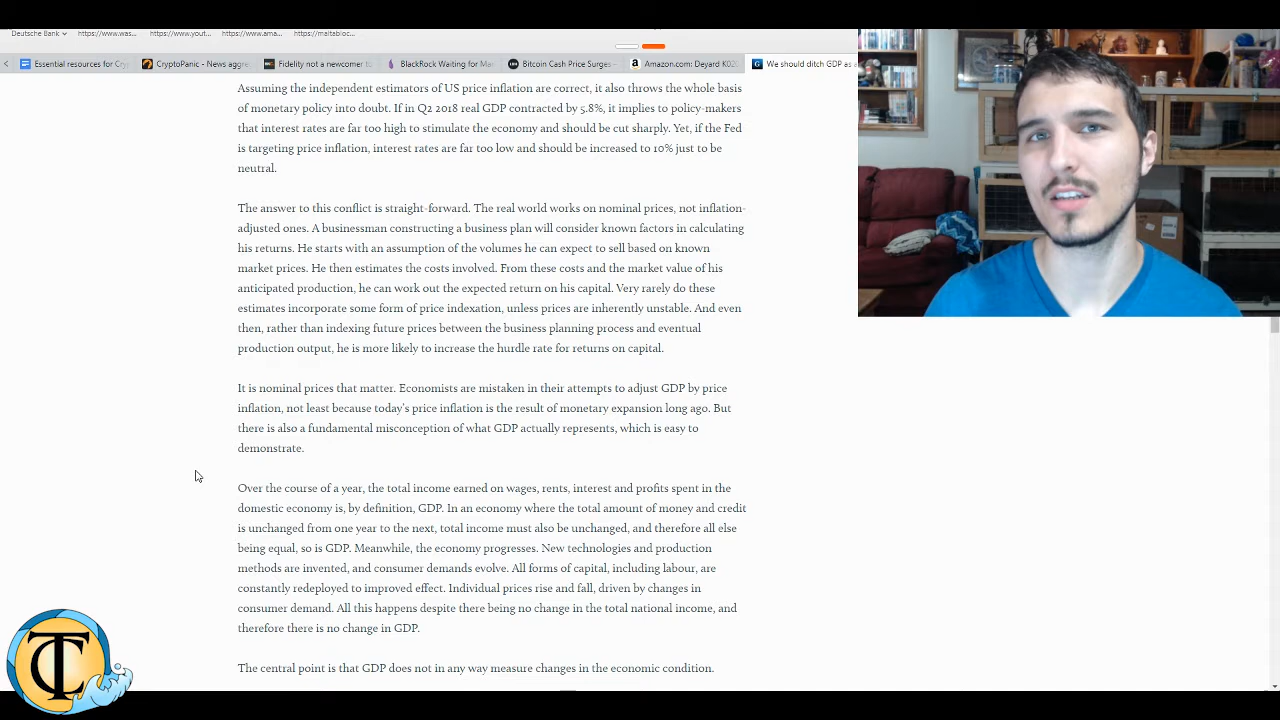 Deutsche Bank
https://www.was...
https://www.yout...
https://www.ama...
https://maltabloc...
Essential resources for Cry
CryptoPanic - News aggre
Fidelity - a newcomer to
BlackRock Waiting for Mar
Bitcoin Cash Price Surges -
Amazon.com: Deyard K02
We should ditch GDP as a
Assuming the independent estimators of US price inflation are correct, it also throws the whole basis
of monetary policy into doubt. If in Q2 2018 real GDP contracted by 5.8%, it implies to policy-makers
that interest rates are far too high to stimulate the economy and should be cut sharply. Yet, if the Fed
is targeting price inflation, interest rates are far too low and should be increased to 10% just to be
neutral.
The answer to this conflict is straight-forward. The real world works on nominal prices, not inflation-
adjusted ones. A businessman constructing a business plan will consider known factors in calculating
his returns. He starts with an assumption of the volumes he can expect to sell based on known
market prices. He then estimates the costs involved. From these costs and the market value of his
anticipated production, he can work out the expected return on his capital. Very rarely do these
estimates incorporate some form of price indexation, unless prices are inherently unstable. And even
then, rather than indexing future prices between the business planning process and eventual
production output, he is more likely to increase the hurdle rate for returns on capital.
It is nominal prices that matter. Economists are mistaken in their attempts to adjust GDP by price
inflation, not least because today's price inflation is the result of monetary expansion long ago. But
there is also a fundamental misconception of what GDP actually represents, which is easy to
demonstrate.
Over the course of a year, the total income earned on wages, rents, interest and profits spent in the
domestic economy is, by definition, GDP. In an economy where the total amount of money and credit
is unchanged from one year to the next, total income must also be unchanged, and therefore all else
being equal, so is GDP. Meanwhile, the economy progresses. New technologies and production
methods are invented, and consumer demands evolve. All forms of capital, including labour, are
constantly redeployed to improved effect. Individual prices rise and fall, driven by changes in
consumer demand. All this happens despite there being no change in the total national income, and
therefore there is no change in GDP.
The central point is that GDP does not in any way measure changes in the economic condition.
TC